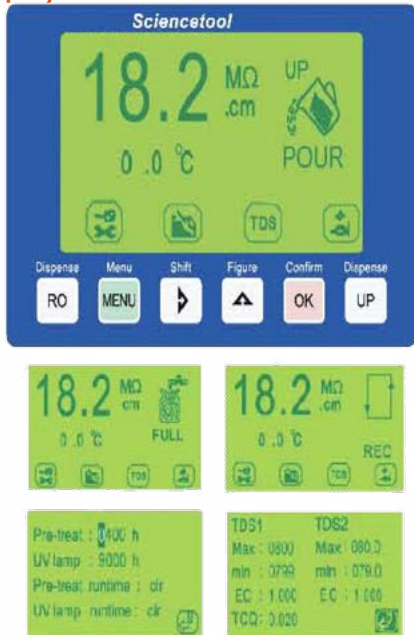 Sciencetool
18.2 MΩ .cm UP
0.0 °C POUR
TDS
Dispense Menu Shift Figure Confirm Dispense
RO MENU OK UP
18.2 MΩ cm
0.0 °C FULL
TDS
18.2 MΩ .cm
0.0 °C REC
TDS
Pre-treat : 0400 h
UV lamp : 9000 h
Pre-treat runtime : clr
UV lamp runtime : clr
TDS1 TDS2
Max : 0800 Max : 080.0
min : 0799 min : 079.0
EC : 1.000 EC : 1.000
TCO : 0.020